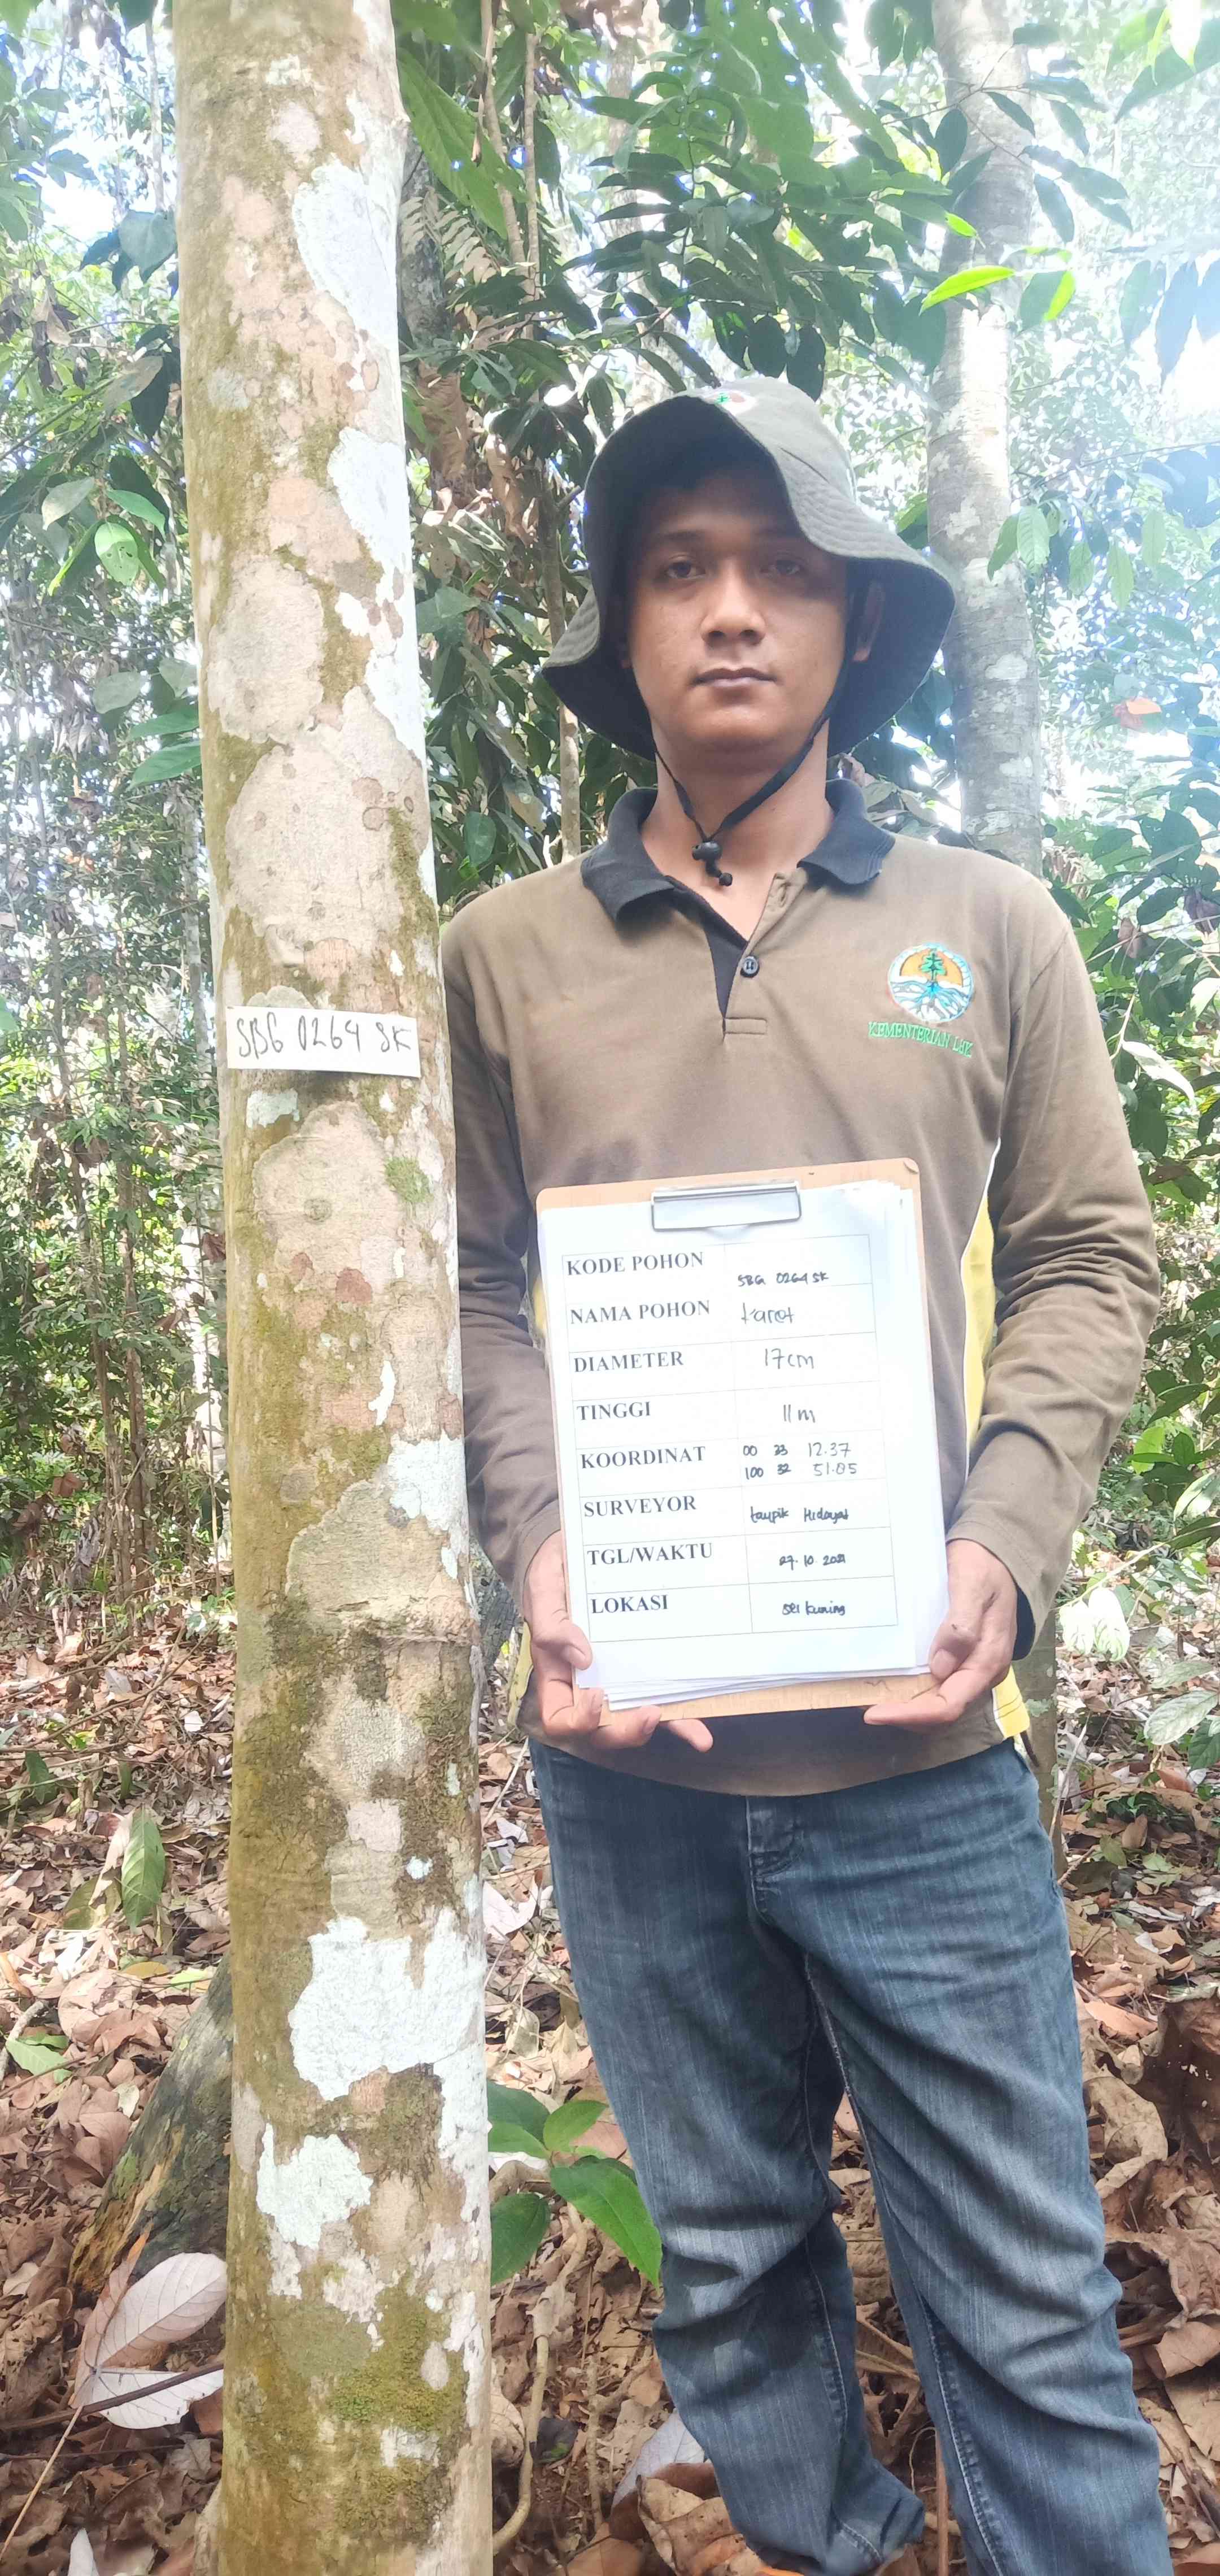 SBG 0264 SK
KEMENTERIAN LHK
KODE POHON SBG 0264 SK
NAMA POHON Karet
DIAMETER 17cm
TINGGI 11m
KOORDINAT 00 23 12.37
100 32 51.05
SURVEYOR taupik Hidayat
TGL/WAKTU 27.10.2021
LOKASI sei kuning